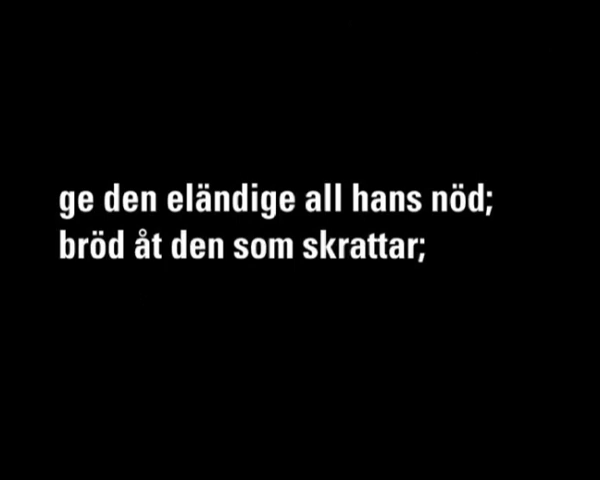 ge den eländige all hans nöd;
bröd åt den som skrattar;